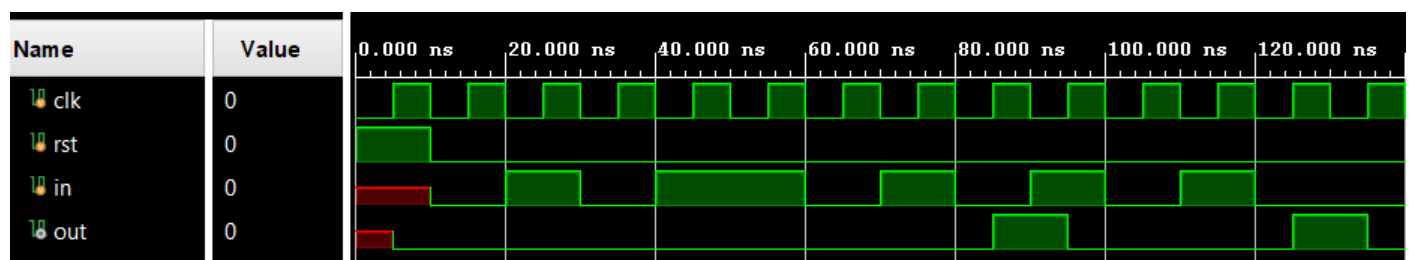 Name Value 0.000 ns 20.000 ns 40.000 ns 60.000 ns 80.000 ns 100.000 ns 120.000 ns
clk 0
rst 0
in 0
out 0